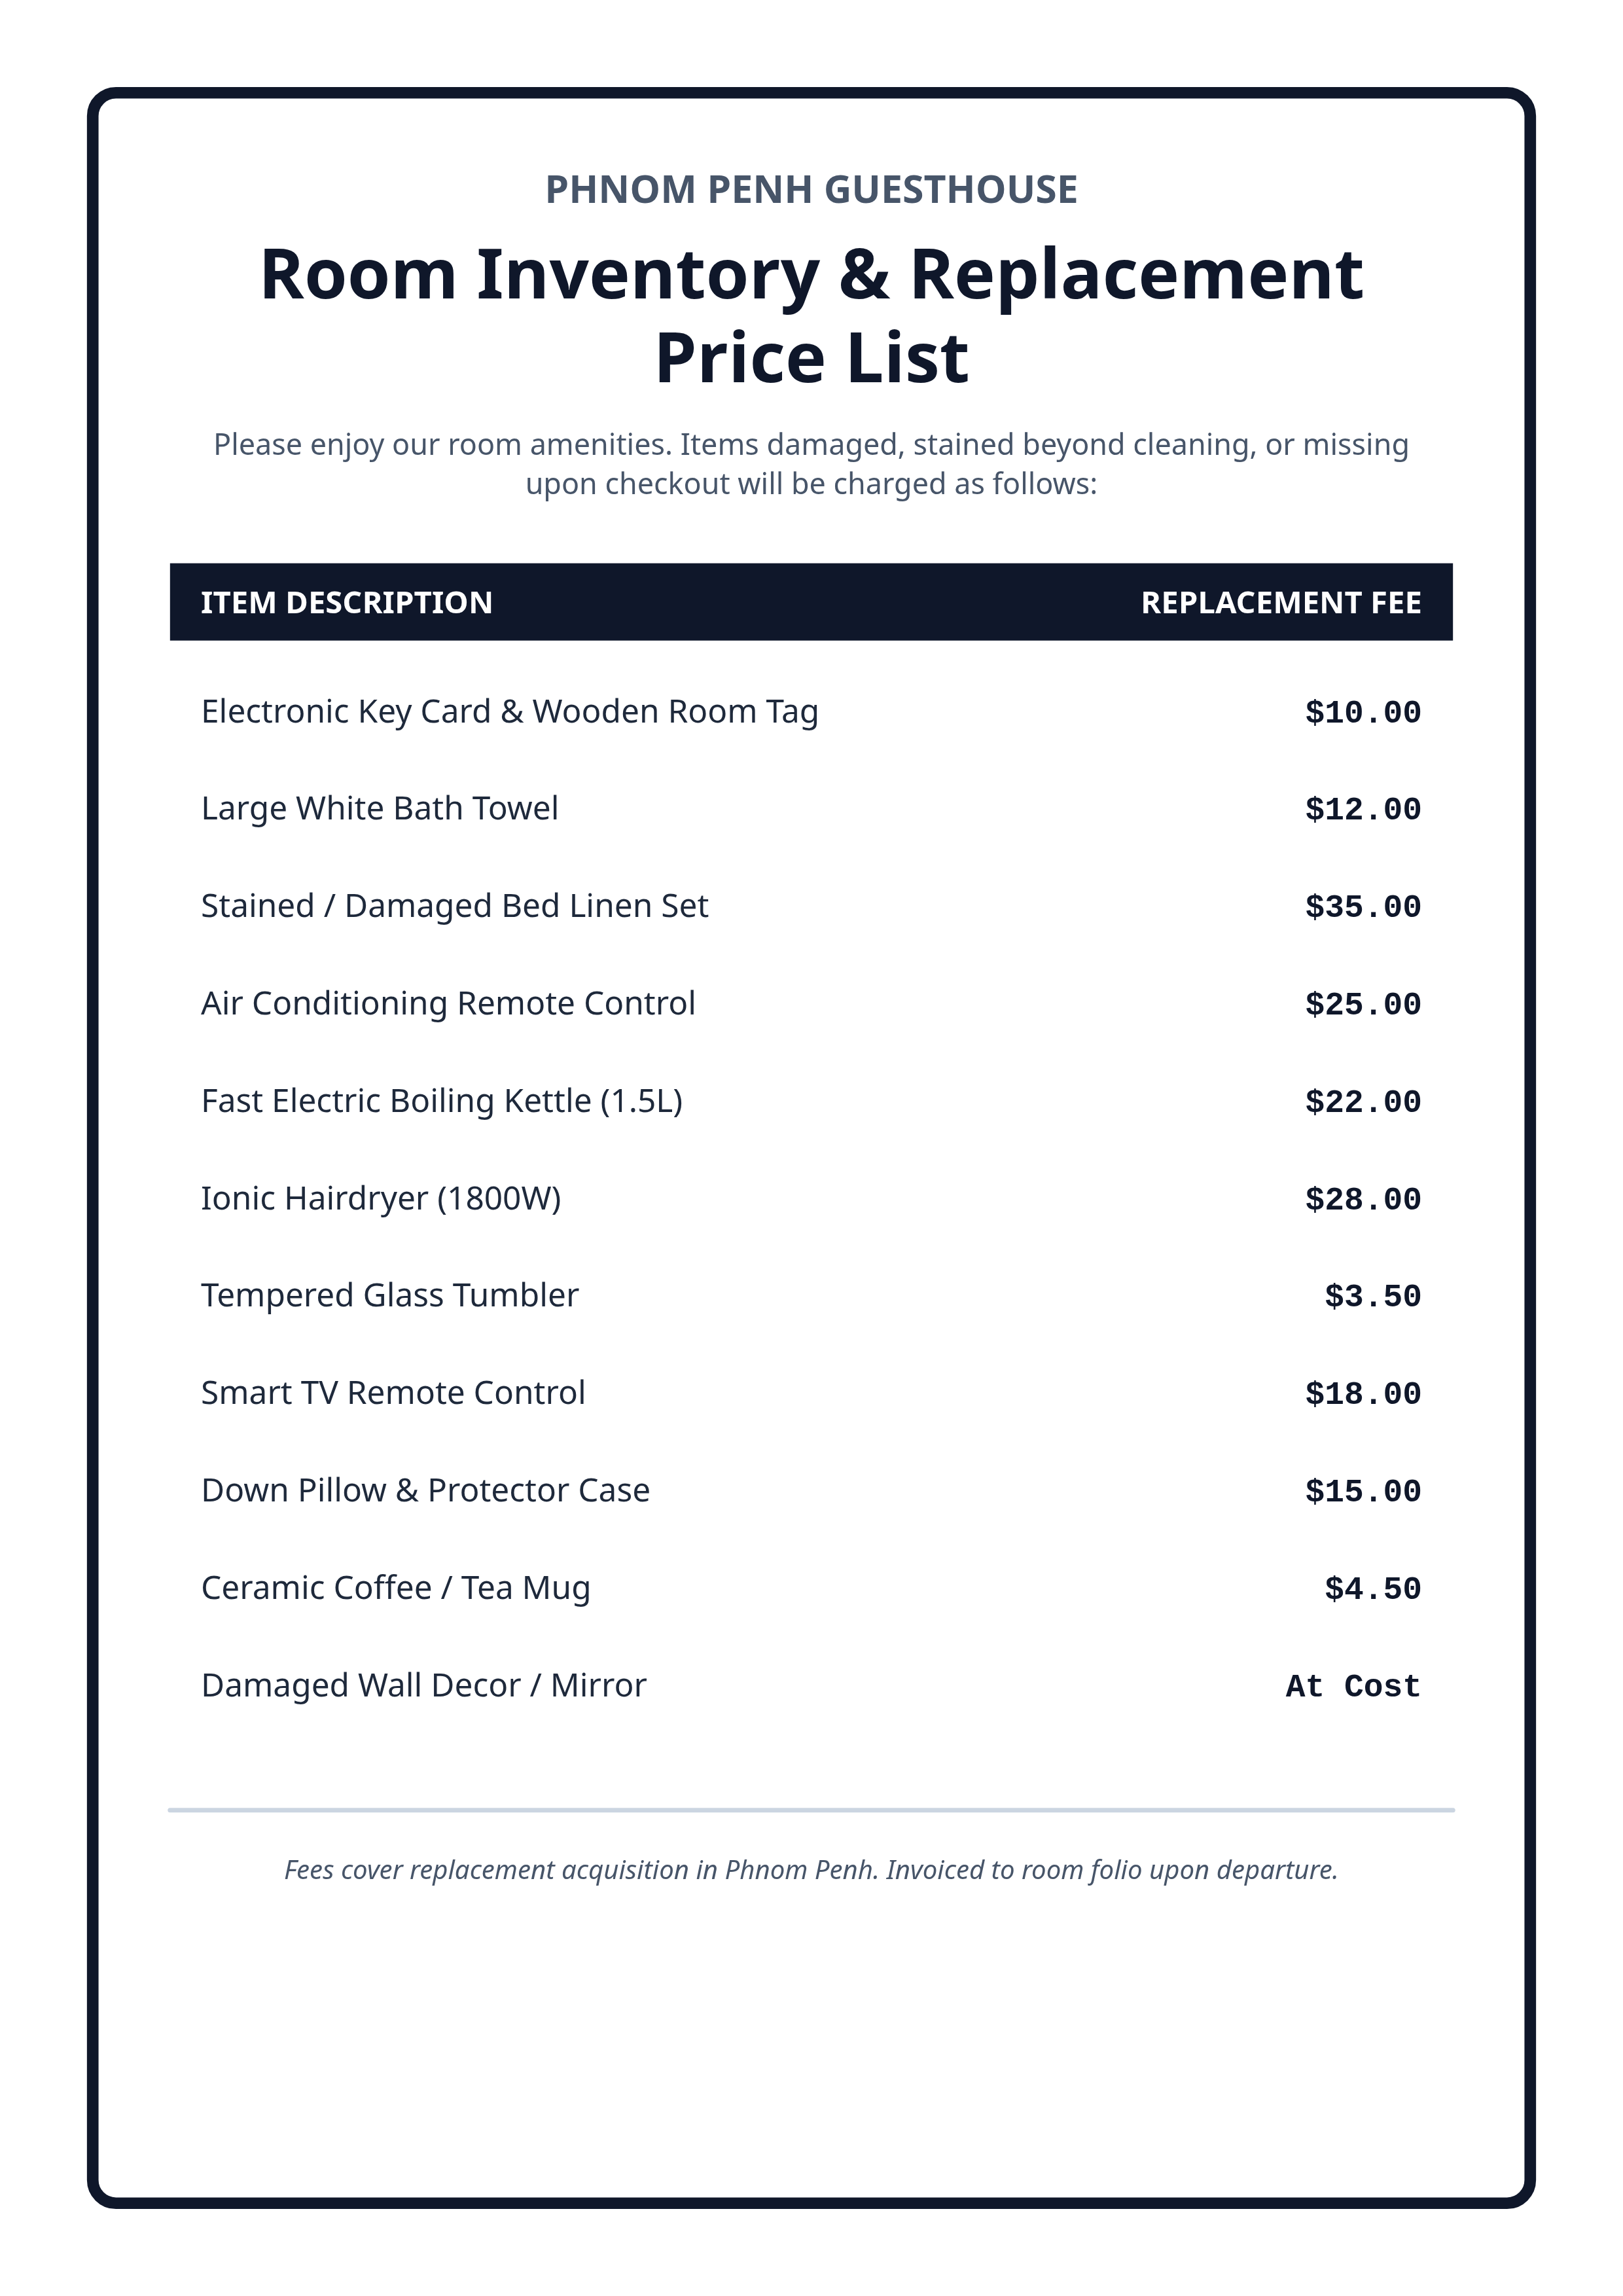 PHNOM PENH GUESTHOUSE
Room Inventory & Replacement
Price List
Please enjoy our room amenities. Items damaged, stained beyond cleaning, or missing
upon checkout will be charged as follows:
ITEM DESCRIPTION REPLACEMENT FEE
Electronic Key Card & Wooden Room Tag $10.00
Large White Bath Towel $12.00
Stained / Damaged Bed Linen Set $35.00
Air Conditioning Remote Control $25.00
Fast Electric Boiling Kettle (1.5L) $22.00
Ionic Hairdryer (1800W) $28.00
Tempered Glass Tumbler $3.50
Smart TV Remote Control $18.00
Down Pillow & Protector Case $15.00
Ceramic Coffee / Tea Mug $4.50
Damaged Wall Decor / Mirror At Cost
Fees cover replacement acquisition in Phnom Penh. Invoiced to room folio upon departure.